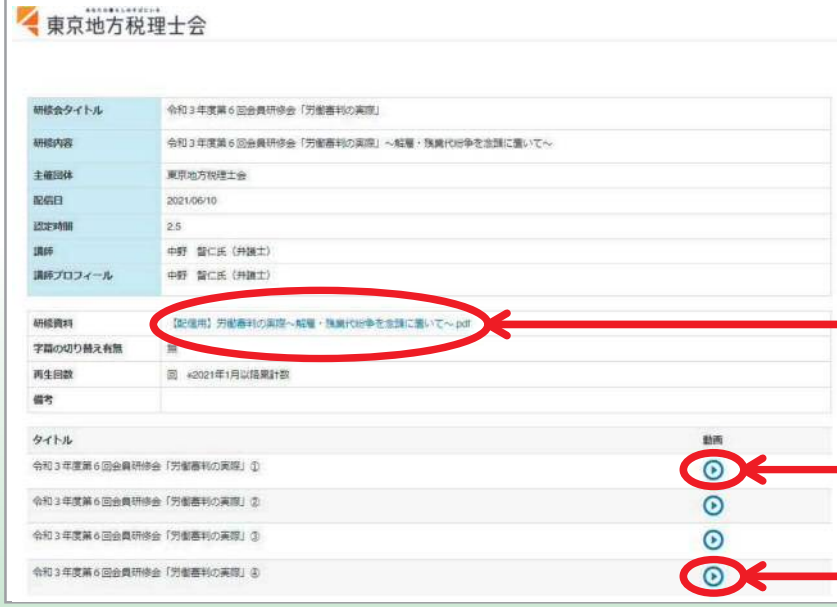 東京地方税理士会
研修会タイトル 令和3年度第6回会員研修会「労働審判の実際」
研修内容 令和3年度第6回会員研修会「労働審判の実際」~解雇・残業代紛争を念頭に置いて~
主催団体 東京地方税理士会
配信日 2021/06/10
認定時間 2.5
講師 中野 智仁氏(弁護士)
講師プロフィール 中野 智仁氏(弁護士)
研修資料 【配信用】労働審判の実際~解雇・残業代紛争を念頭に置いて~.pdf
字幕の切り替え有無 無
再生回数 回 ※2021年1月以降累計数
備考
タイトル 動画
令和3年度第6回会員研修会「労働審判の実際」①
令和3年度第6回会員研修会「労働審判の実際」②
令和3年度第6回会員研修会「労働審判の実際」③
令和3年度第6回会員研修会「労働審判の実際」④